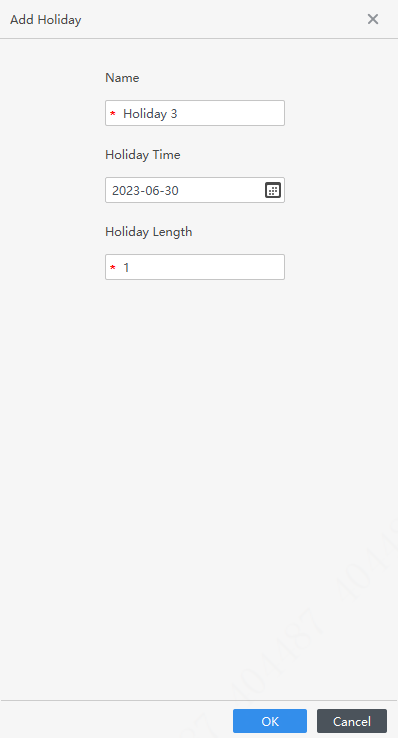 Add Holiday
Name
* Holiday 3
Holiday Time
2023-06-30
Holiday Length
* 1
OK
Cancel